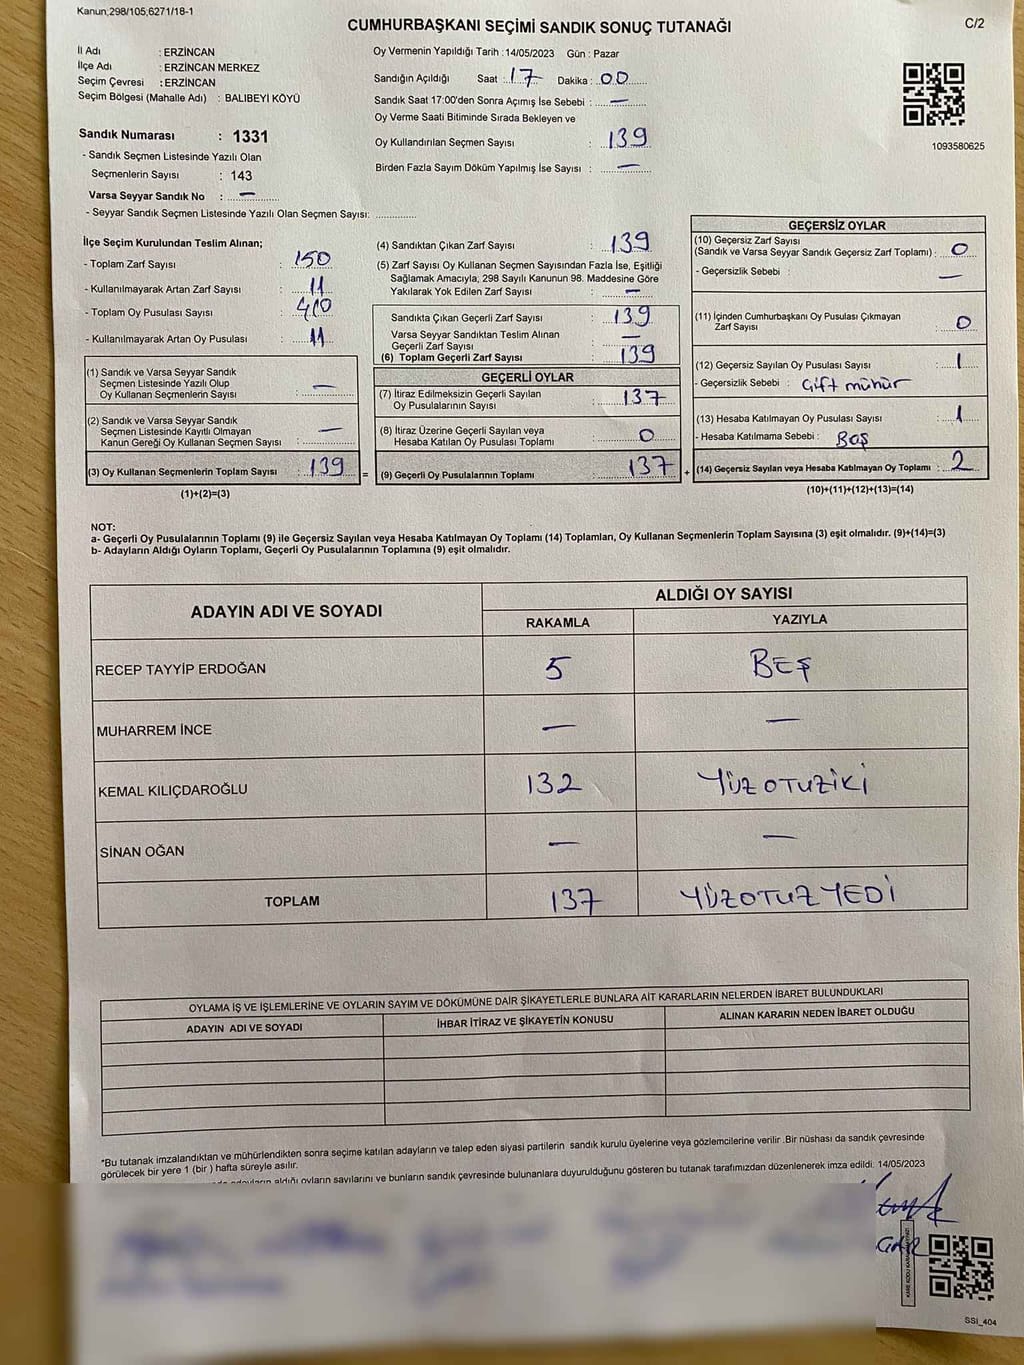 Kanun;298/105,6271/18-1
CUMHURBAŞKANI SEÇİMİ SANDIK SONUÇ TUTANAĞI
C/2
İl Adı : ERZİNCAN
İlçe Adı : ERZİNCAN MERKEZ
Seçim Çevresi : ERZİNCAN
Seçim Bölgesi (Mahalle Adı) : BALIBEYİ KÖYÜ
Sandık Numarası : 1331
- Sandık Seçmen Listesinde Yazılı Olan
Seçmenlerin Sayısı : 143
Varsa Seyyar Sandık No : —
- Seyyar Sandık Seçmen Listesinde Yazılı Olan Seçmen Sayısı: ............
Oy Vermenin Yapıldığı Tarih : 14/05/2023 Gün : Pazar
Sandığın Açıldığı Saat : 17 Dakika : 00
Sandık Saat 17:00'den Sonra Açımış İse Sebebi : —
Oy Verme Saati Bitiminde Sırada Bekleyen ve
Oy Kullandırılan Seçmen Sayısı : 139
Birden Fazla Sayım Döküm Yapılmış İse Sayısı : —
1093580625
İlçe Seçim Kurulundan Teslim Alınan;
- Toplam Zarf Sayısı : 150
- Kullanılmayarak Artan Zarf Sayısı : 11
- Toplam Oy Pusulası Sayısı :
- Kullanılmayarak Artan Oy Pusulası : 11
(1) Sandık ve Varsa Seyyar Sandık
Seçmen Listesinde Yazılı Olup
Oy Kullanan Seçmenlerin Sayısı : —
(2) Sandık ve Varsa Seyyar Sandık
Seçmen Listesinde Kayıtlı Olmayan
Kanun Gereği Oy Kullanan Seçmen Sayısı : —
(3) Oy Kullanan Seçmenlerin Toplam Sayısı : 139 =
(1)+(2)=(3)
(4) Sandıktan Çıkan Zarf Sayısı : 139
(5) Zarf Sayısı Oy Kullanan Seçmen Sayısından Fazla İse, Eşitliği
Sağlamak Amacıyla, 298 Sayılı Kanunun 98. Maddesine Göre
Yakılarak Yok Edilen Zarf Sayısı : —
Sandıkta Çıkan Geçerli Zarf Sayısı : 139
Varsa Seyyar Sandıktan Teslim Alınan
Geçerli Zarf Sayısı : —
(6) Toplam Geçerli Zarf Sayısı : 139
GEÇERLİ OYLAR
(7) İtiraz Edilmeksizin Geçerli Sayılan
Oy Pusulalarının Sayısı : 137
(8) İtiraz Üzerine Geçerli Sayılan veya
Hesaba Katılan Oy Pusulası Toplamı : 0
(9) Geçerli Oy Pusulalarının Toplamı : 137 +
GEÇERSİZ OYLAR
(10) Geçersiz Zarf Sayısı
(Sandık ve Varsa Seyyar Sandık Geçersiz Zarf Toplamı) : 0
- Geçersizlik Sebebi : —
(11) İçinden Cumhurbaşkanı Oy Pusulası Çıkmayan
Zarf Sayısı : 0
(12) Geçersiz Sayılan Oy Pusulası Sayısı : 1
- Geçersizlik Sebebi : Çift mühür
(13) Hesaba Katılmayan Oy Pusulası Sayısı : 1
- Hesaba Katılmama Sebebi : Boş
(14) Geçersiz Sayılan veya Hesaba Katılmayan Oy Toplamı : 2
(10)+(11)+(12)+(13)=(14)
NOT:
a- Geçerli Oy Pusulalarının Toplamı (9) ile Geçersiz Sayılan veya Hesaba Katılmayan Oy Toplamı (14) Toplamları, Oy Kullanan Seçmenlerin Toplam Sayısına (3) eşit olmalıdır. (9)+(14)=(3)
b- Adayların Aldığı Oyların Toplamı, Geçerli Oy Pusulalarının Toplamına (9) eşit olmalıdır.
ADAYIN ADI VE SOYADI ALDIĞI OY SAYISI
RAKAMLA YAZIYLA
RECEP TAYYİP ERDOĞAN 5 BEŞ
MUHARREM İNCE — —
KEMAL KILIÇDAROĞLU 132 YÜZOTUZİKİ
SİNAN OĞAN — —
TOPLAM 137 YÜZOTUZYEDİ
OYLAMA İŞ VE İŞLEMLERİNE VE OYLARIN SAYIM VE DÖKÜMÜNE DAİR ŞİKAYETLERLE BUNLARA AİT KARARLARIN NELERDEN İBARET BULUNDUKLARI
ADAYIN ADI VE SOYADI İHBAR İTİRAZ VE ŞİKAYETİN KONUSU ALINAN KARARIN NEDEN İBARET OLDUĞU
*Bu tutanak imzalandıktan ve mühürlendikten sonra seçime katılan adayların ve talep eden siyasi partilerin sandık kurulu üyelerine veya gözlemcilerine verilir .Bir nüshası da sandık çevresinde
görülecek bir yere 1 (bir ) hafta süreyle asılır.
aldığı oyların sayılarını ve bunların sandık çevresinde bulunanlara duyurulduğunu gösteren bu tutanak tarafımızdan düzenlenerek imza edildi. 14/05/2023
SSI_404